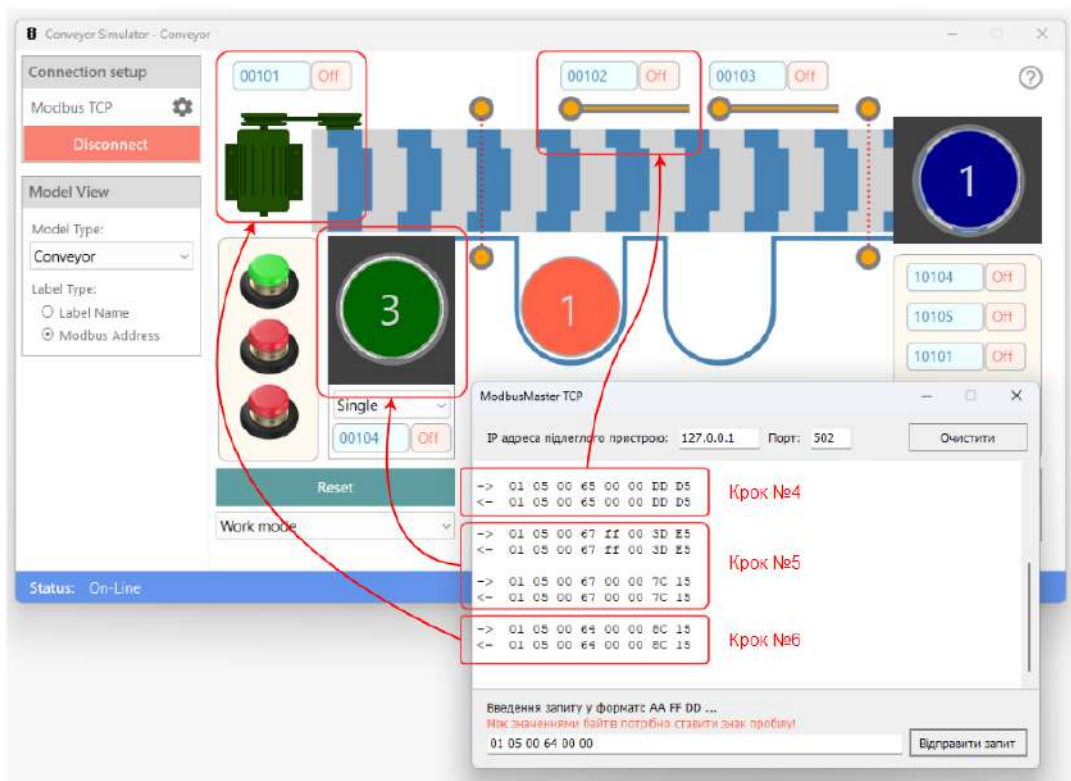 Conveyor Simulator - Conveyor
Connection setup
Modbus TCP
Disconnect
Model View
Model Type:
Conveyor
Label Type:
Label Name
Modbus Address
00101 Off
00102 Off
00103 Off
1
3
1
10104 Off
10105 Off
10101 Off
Single
00104 Off
Reset
Work mode
Status: On-Line
ModbusMaster TCP
IP адреса підлеглого пристрою: 127.0.0.1 Порт: 502 Очистити
-> 01 05 00 65 00 00 DD D5
<- 01 05 00 65 00 00 DD D5
Крок №4
-> 01 05 00 67 ff 00 3D E5
<- 01 05 00 67 ff 00 3D E5
Крок №5
-> 01 05 00 67 00 00 7C 15
<- 01 05 00 67 00 00 7C 15
-> 01 05 00 64 00 00 8C 15
<- 01 05 00 64 00 00 8C 15
Крок №6
Введення запиту у форматі AA FF DD ...
Між значеннями байтів потрібно ставити знак пробілу!
01 05 00 64 00 00
Відправити запит